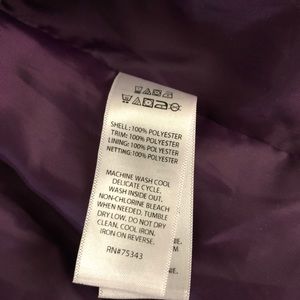 SHELL: 100% POLYESTER
TRIM: 100% POLYESTER
LINING: 100% POLYESTER
NETTING: 100% POLYESTER
MACHINE WASH COOL
DELICATE CYCLE.
WASH INSIDE OUT.
NON-CHLORINE BLEACH
WHEN NEEDED. TUMBLE
DRY LOW. DO NOT DRY
CLEAN. COOL IRON.
IRON ON REVERSE.
RN#75343